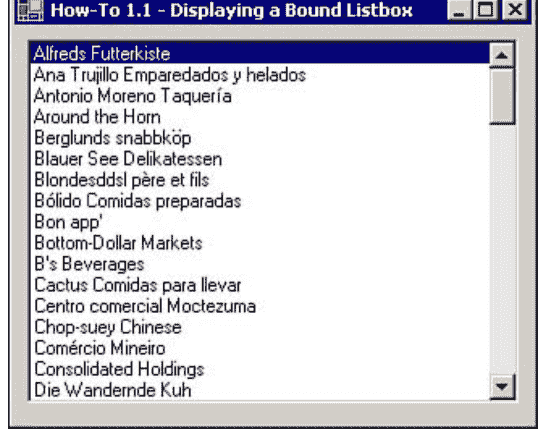 How-To 1.1 - Displaying a Bound Listbox
Alfreds Futterkiste
Ana Trujillo Emparedados y helados
Antonio Moreno Taquería
Around the Horn
Berglunds snabbköp
Blauer See Delikatessen
Blondesddsl père et fils
Bólido Comidas preparadas
Bon app'
Bottom-Dollar Markets
B's Beverages
Cactus Comidas para llevar
Centro comercial Moctezuma
Chop-suey Chinese
Comércio Mineiro
Consolidated Holdings
Die Wandernde Kuh